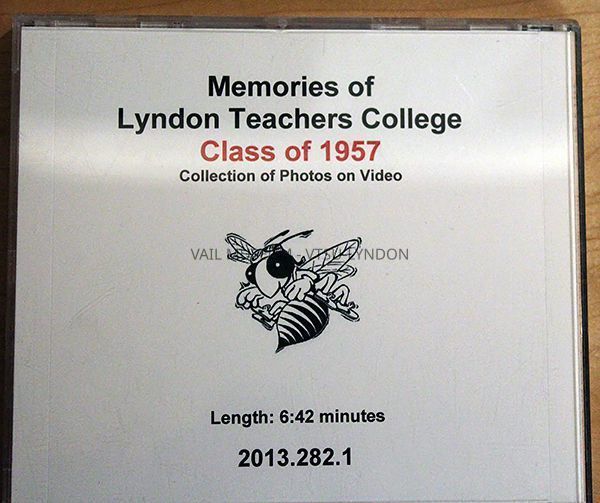 Memories of
Lyndon Teachers College
Class of 1957
Collection of Photos on Video
VAIL MUSEUM - VTSU LYNDON
Length: 6:42 minutes
2013.282.1